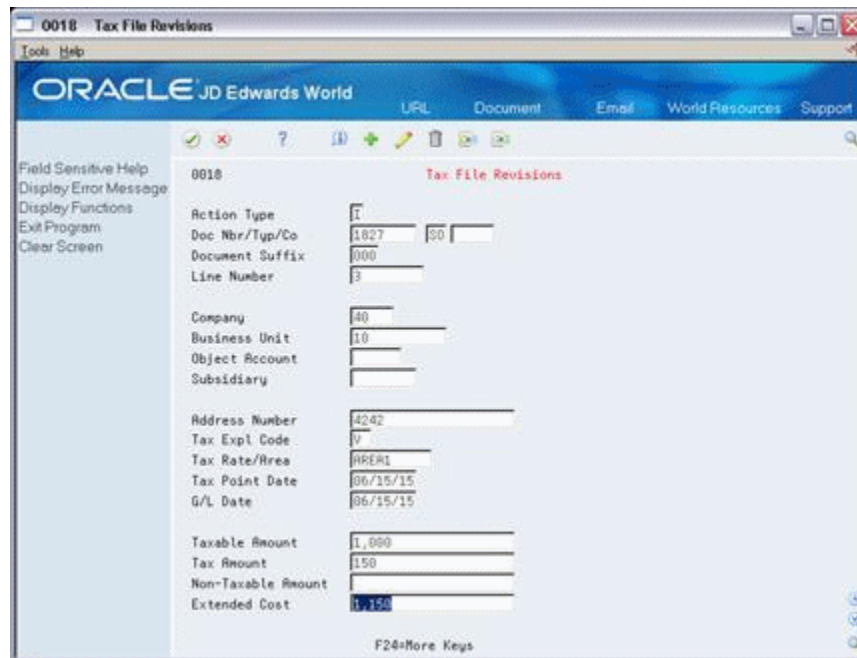 0018 Tax File Revisions
Tools Help
ORACLE JD Edwards World
URL Document Email World Resources Support
?
Field Sensitive Help
Display Error Message
Display Functions
Exit Program
Clear Screen
0018 Tax File Revisions
Action Type I
Doc Nbr/Typ/Co 1827 SO
Document Suffix 000
Line Number 3
Company 40
Business Unit 10
Object Account
Subsidiary
Address Number 4242
Tax Expl Code V
Tax Rate/Area AREA1
Tax Point Date 06/15/15
G/L Date 06/15/15
Taxable Amount 1,000
Tax Amount 150
Non-Taxable Amount
Extended Cost 1,150
F24=More Keys